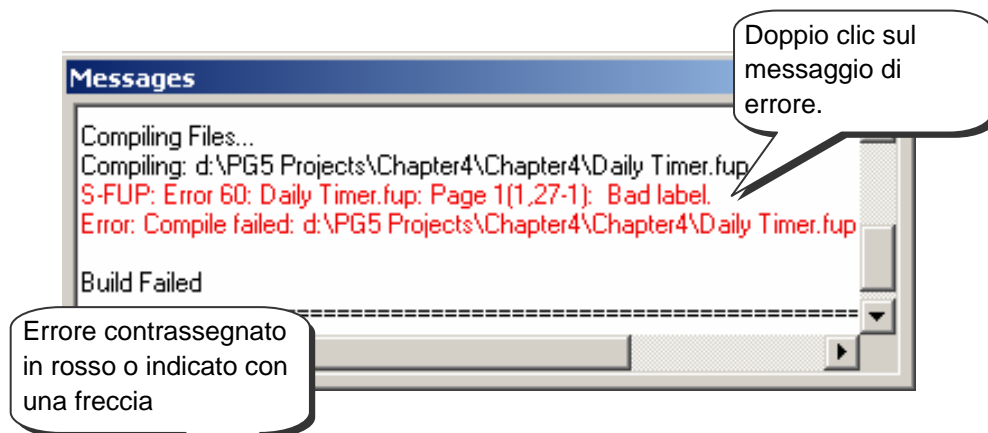 Doppio clic sul
messaggio di
errore.
Messages
Compiling Files...
Compiling: d:\PG5 Projects\Chapter4\Chapter4\Daily Timer.fup
S-FUP: Error 60: Daily Timer.fup: Page 1(1,27-1):  Bad label.
Error: Compile failed: d:\PG5 Projects\Chapter4\Chapter4\Daily Timer.fup
Build Failed
Errore contrassegnato
in rosso o indicato con
una freccia